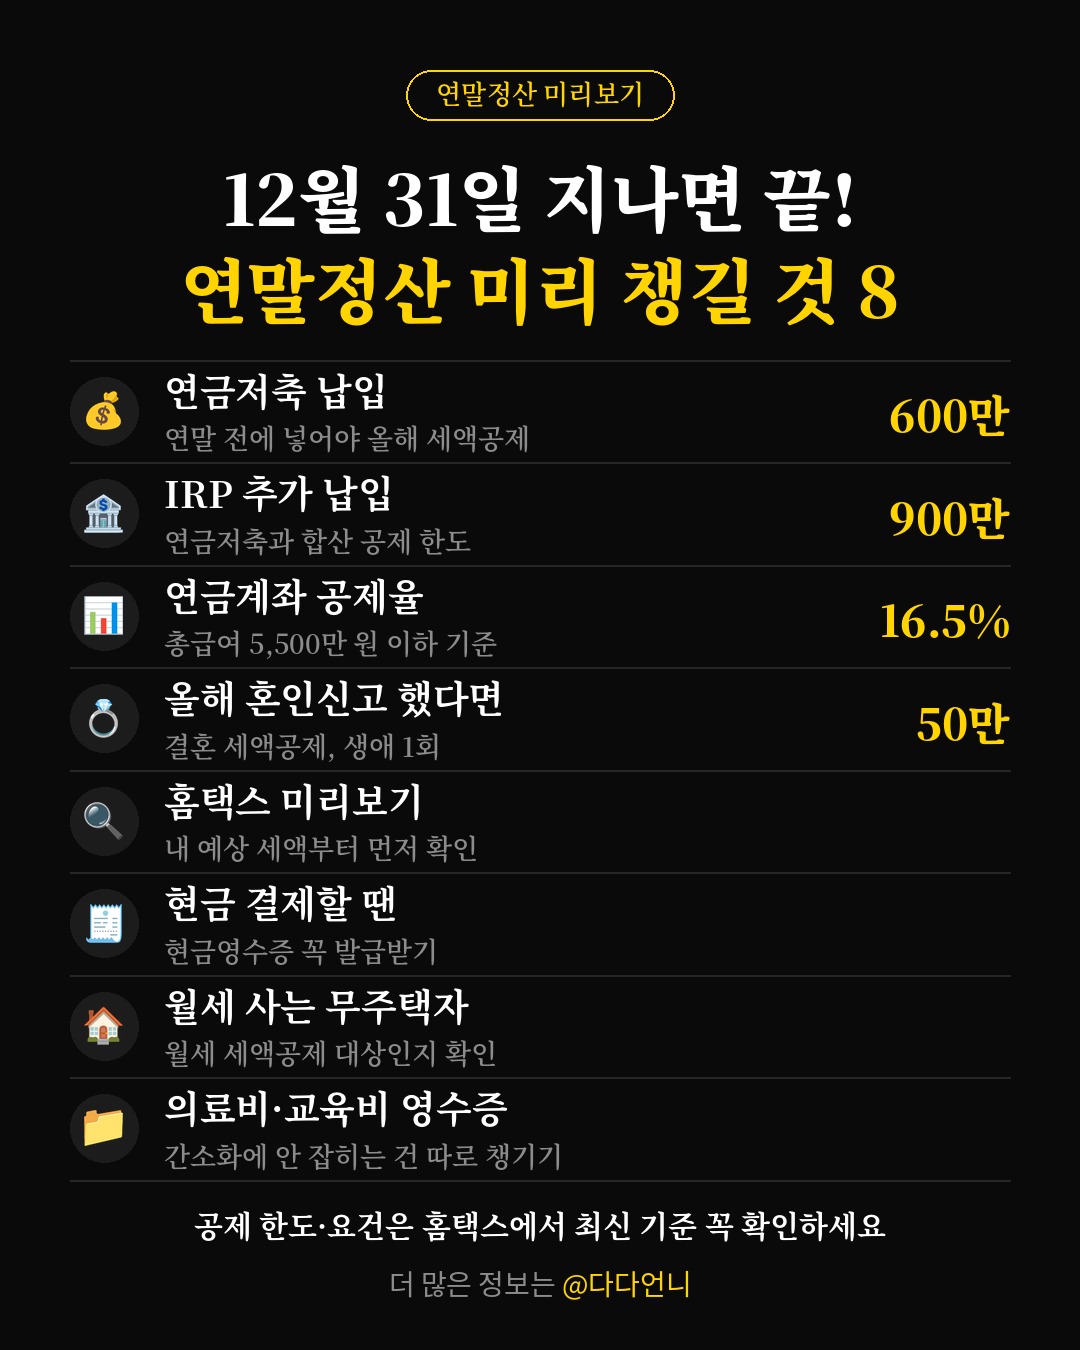 연말정산 미리보기
12월 31일 지나면 끝!
연말정산 미리 챙길 것 8
연금저축 납입
연말 전에 넣어야 올해 세액공제
600만
IRP 추가 납입
연금저축과 합산 공제 한도
900만
연금계좌 공제율
총급여 5,500만 원 이하 기준
16.5%
올해 혼인신고 했다면
결혼 세액공제, 생애 1회
50만
홈택스 미리보기
내 예상 세액부터 먼저 확인
현금 결제할 땐
현금영수증 꼭 발급받기
월세 사는 무주택자
월세 세액공제 대상인지 확인
의료비·교육비 영수증
간소화에 안 잡히는 건 따로 챙기기
공제 한도·요건은 홈택스에서 최신 기준 꼭 확인하세요
더 많은 정보는 @다다언니